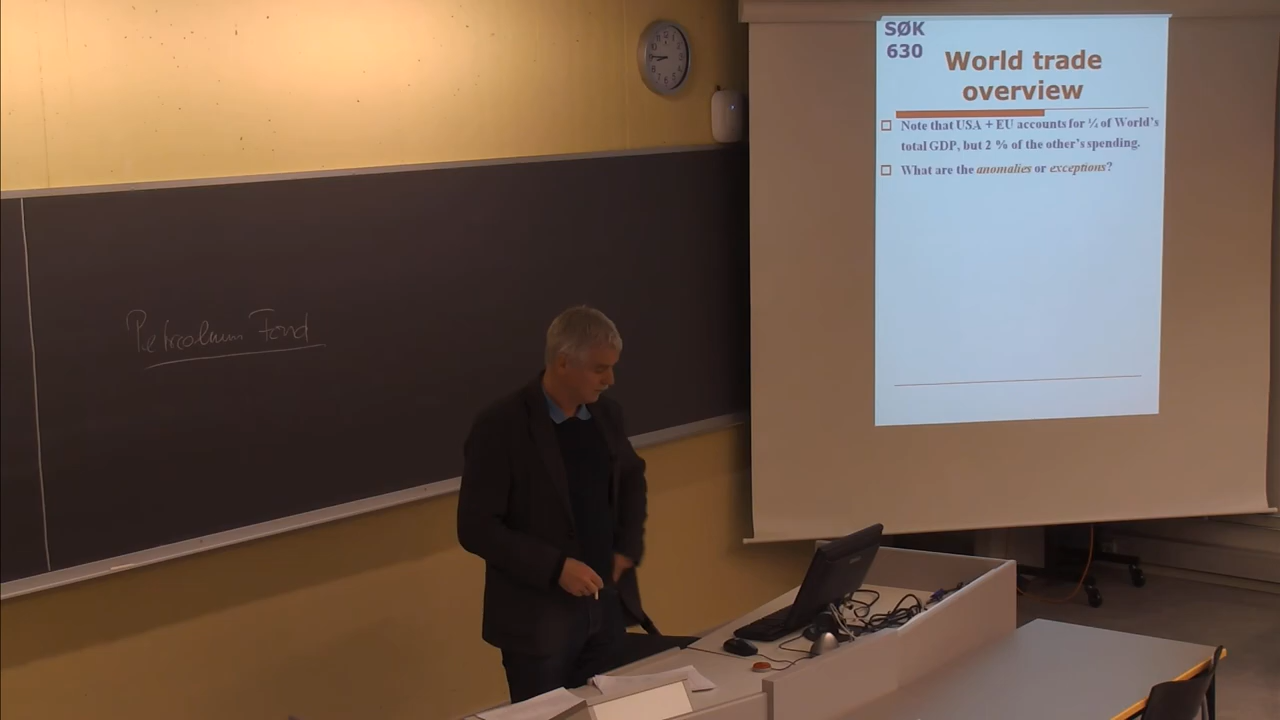 Petroleum Fond
SØK
630
World trade
overview
Note that USA + EU accounts for ½ of World's
total GDP, but 2 % of the other's spending.
What are the anomalies or exceptions?